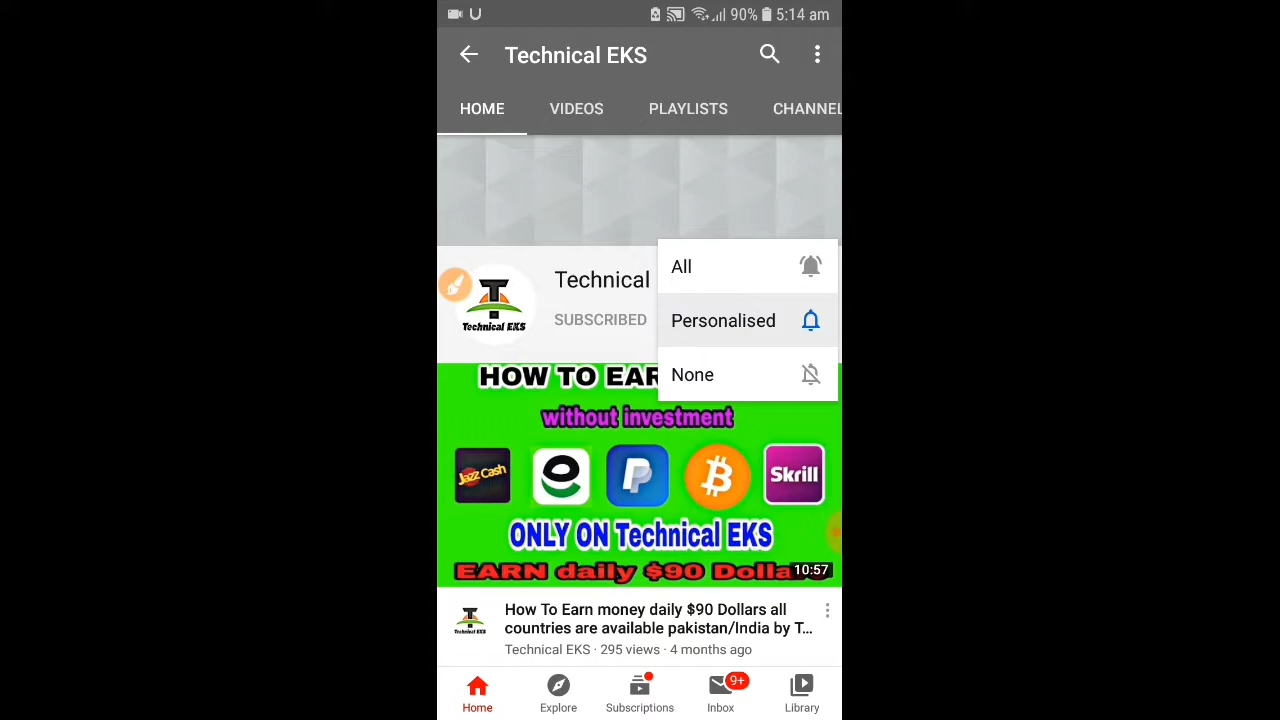 90% 5:14 am
Technical EKS
HOME VIDEOS PLAYLISTS CHANNEL
All
Technical
Technical EKS
SUBSCRIBED
Personalised
None
HOW TO EAR
without investment
Jazz Cash
Skrill
ONLY ON Technical EKS
EARN daily $90 Dolla
10:57
How To Earn money daily $90 Dollars all
countries are available pakistan/India by T...
Technical EKS
Technical EKS · 295 views · 4 months ago
9+
Home Explore Subscriptions Inbox Library